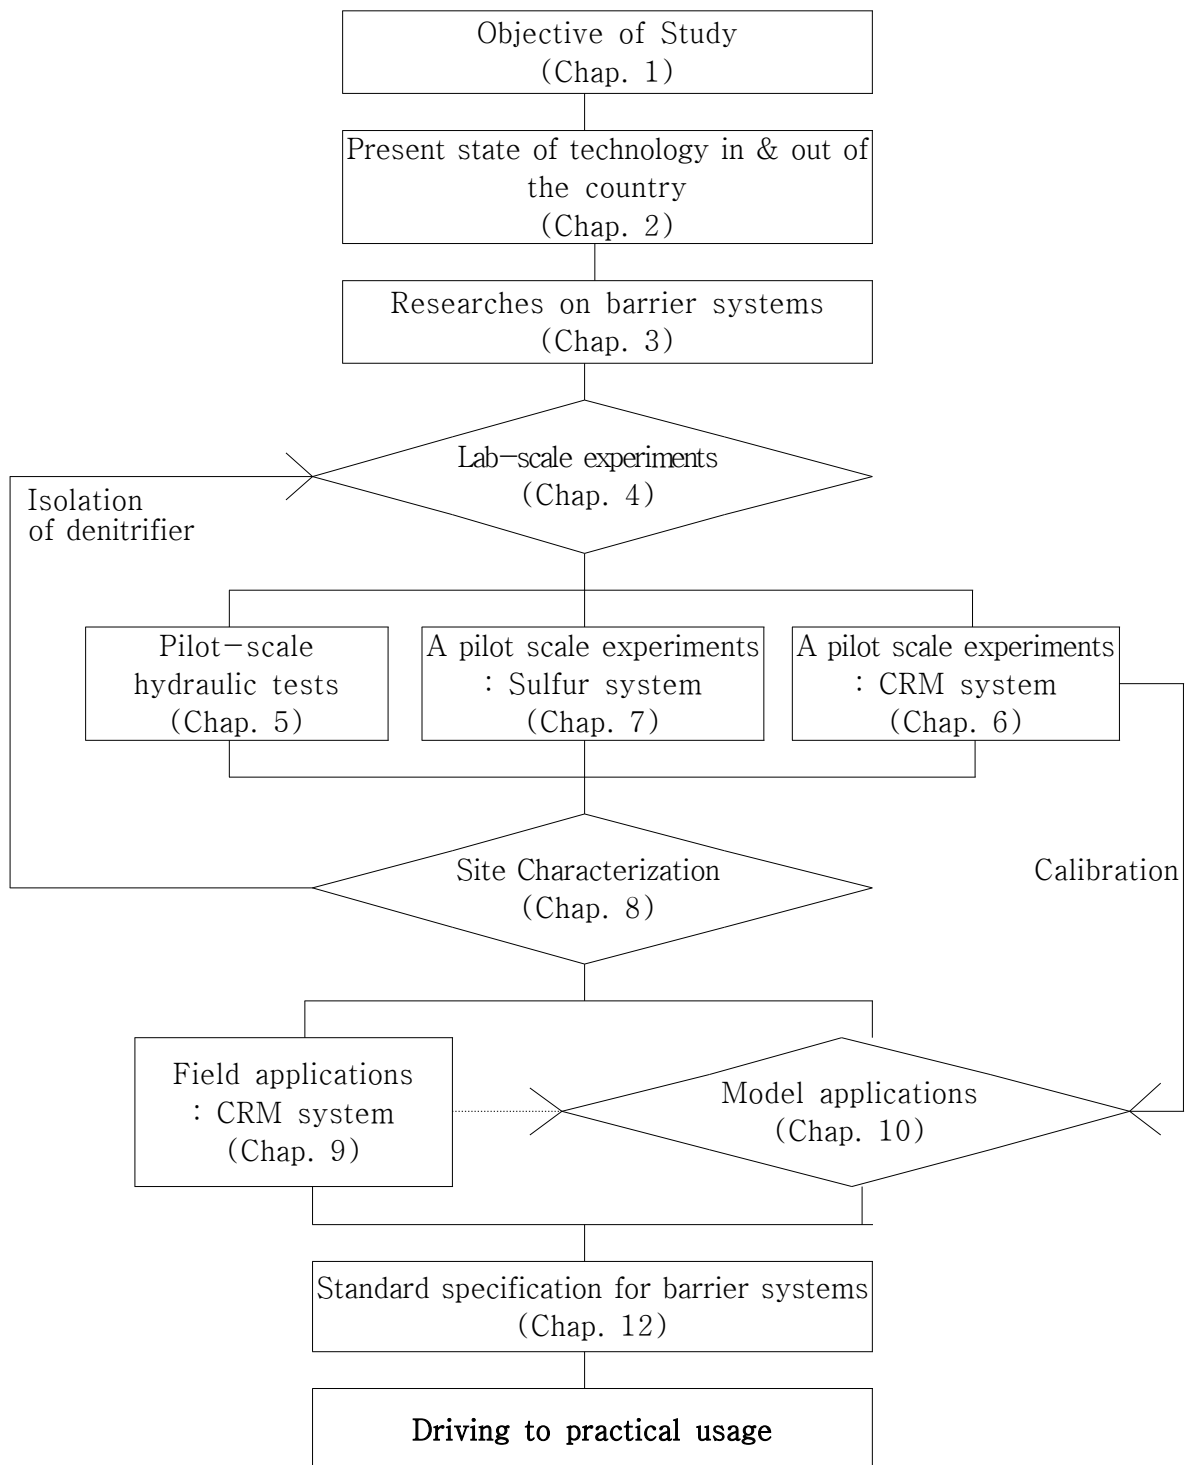 Objective of Study
(Chap. 1)
Present state of technology in & out of
the country
(Chap. 2)
Researches on barrier systems
(Chap. 3)
Lab-scale experiments
(Chap. 4)
Isolation
of denitrifier
Pilot-scale
hydraulic tests
(Chap. 5)
A pilot scale experiments
: Sulfur system
(Chap. 7)
A pilot scale experiments
: CRM system
(Chap. 6)
Site Characterization
(Chap. 8)
Calibration
Field applications
: CRM system
(Chap. 9)
Model applications
(Chap. 10)
Standard specification for barrier systems
(Chap. 12)
Driving to practical usage